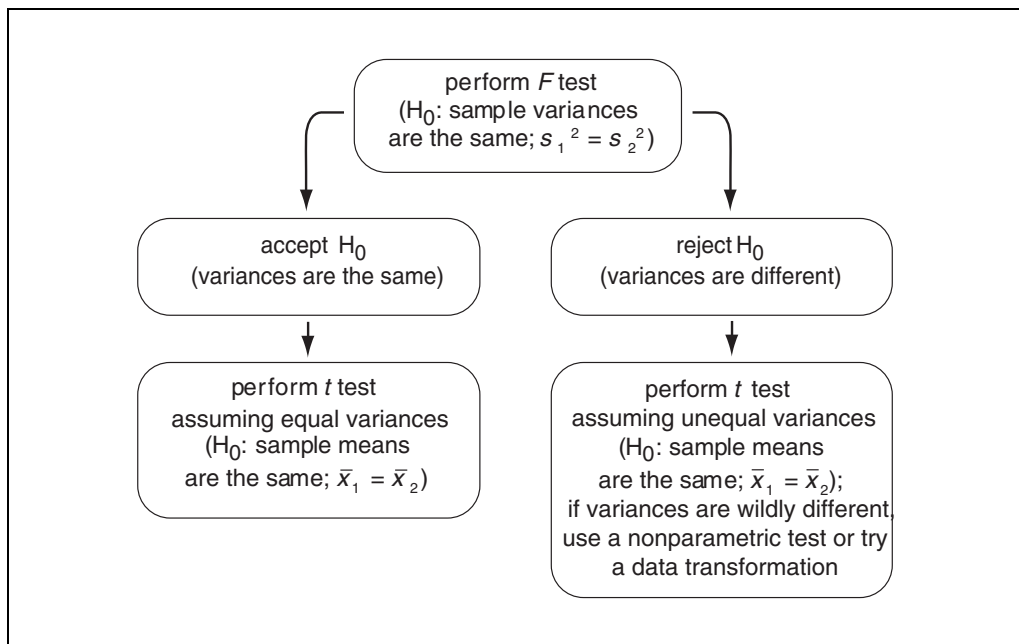 perform F test
(H₀: sample variances
are the same; s₁² = s₂²)
accept H₀
(variances are the same)
reject H₀
(variances are different)
perform t test
assuming equal variances
(H₀: sample means
are the same; x̄₁ = x̄₂)
perform t test
assuming unequal variances
(H₀: sample means
are the same; x̄₁ = x̄₂);
if variances are wildly different,
use a nonparametric test or try
a data transformation